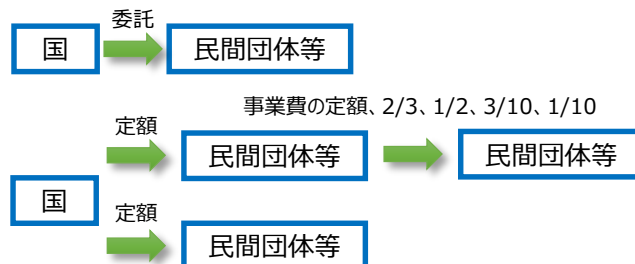 委託
国
民間団体等
事業費の定額、2/3、1/2、3/10、1/10
定額
民間団体等
民間団体等
国
定額
民間団体等